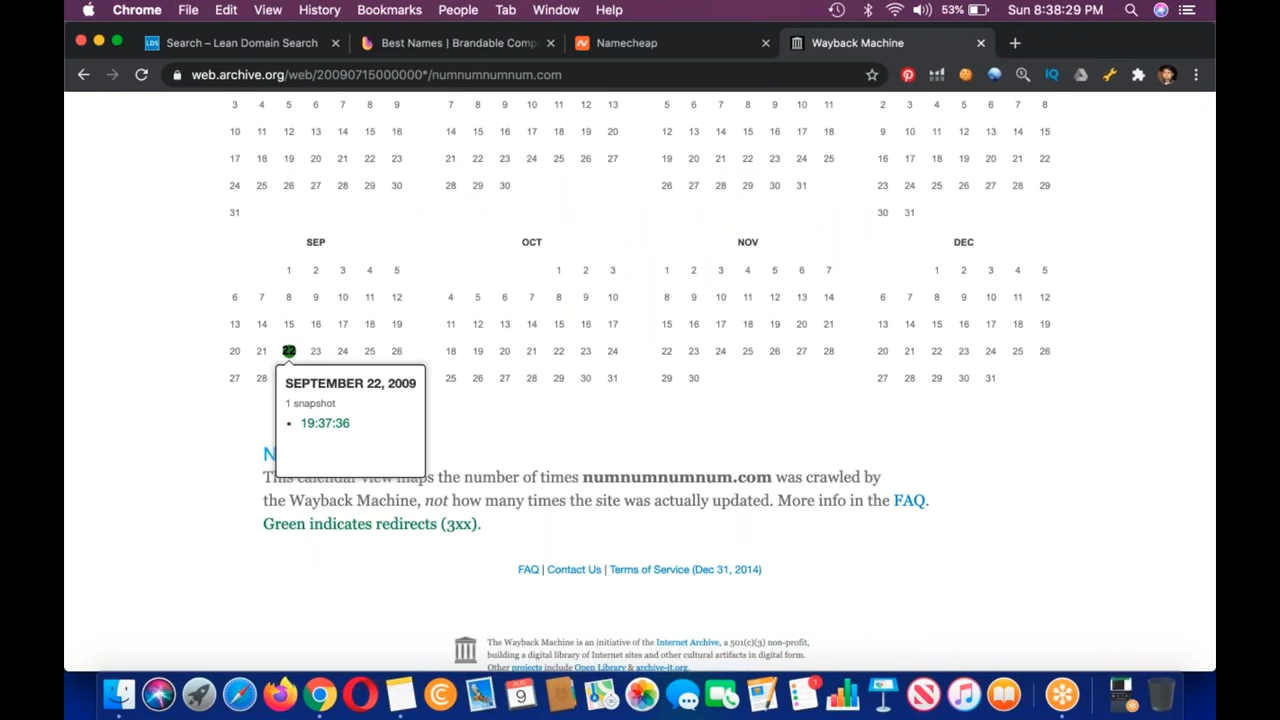 Chrome File Edit View History Bookmarks People Tab Window Help 53% Sun 8:38:29 PM
LDS Search – Lean Domain Search Best Names | Brandable Comp Namecheap Wayback Machine
web.archive.org/web/20090715000000*/numnumnumnum.com IQ
3 4 5 6 7 8 9 7 8 9 10 11 12 13 5 6 7 8 9 10 11 2 3 4 5 6 7 8
10 11 12 13 14 15 16 14 15 16 17 18 19 20 12 13 14 15 16 17 18 9 10 11 12 13 14 15
17 18 19 20 21 22 23 21 22 23 24 25 26 27 19 20 21 22 23 24 25 16 17 18 19 20 21 22
24 25 26 27 28 29 30 28 29 30 26 27 28 29 30 31 23 24 25 26 27 28 29
31 30 31
SEP OCT NOV DEC
1 2 3 4 5 1 2 3 1 2 3 4 5 6 7 1 2 3 4 5
6 7 8 9 10 11 12 4 5 6 7 8 9 10 8 9 10 11 12 13 14 6 7 8 9 10 11 12
13 14 15 16 17 18 19 11 12 13 14 15 16 17 15 16 17 18 19 20 21 13 14 15 16 17 18 19
20 21 22 23 24 25 26 18 19 20 21 22 23 24 22 23 24 25 26 27 28 20 21 22 23 24 25 26
27 28 25 26 27 28 29 30 31 29 30 27 28 29 30 31
SEPTEMBER 22, 2009
1 snapshot
• 19:37:36
N
This calendar view maps the number of times numnumnumnum.com was crawled by
the Wayback Machine, not how many times the site was actually updated. More info in the FAQ.
Green indicates redirects (3xx).
FAQ | Contact Us | Terms of Service (Dec 31, 2014)
The Wayback Machine is an initiative of the Internet Archive, a 501(c)(3) non-profit,
building a digital library of Internet sites and other cultural artifacts in digital form.
Other projects include Open Library & archive-it.org.
9 1